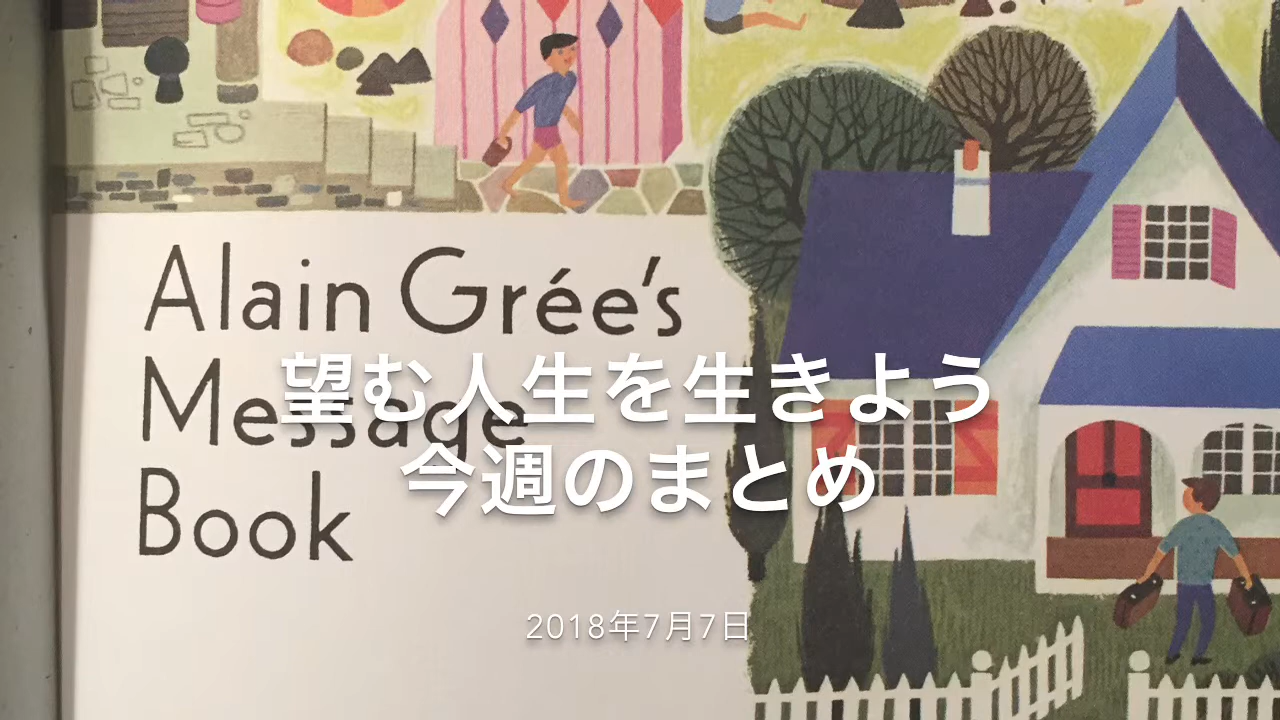 Alain Grée's
Message
Book
望む人生を生きよう
今週のまとめ
2018年7月7日